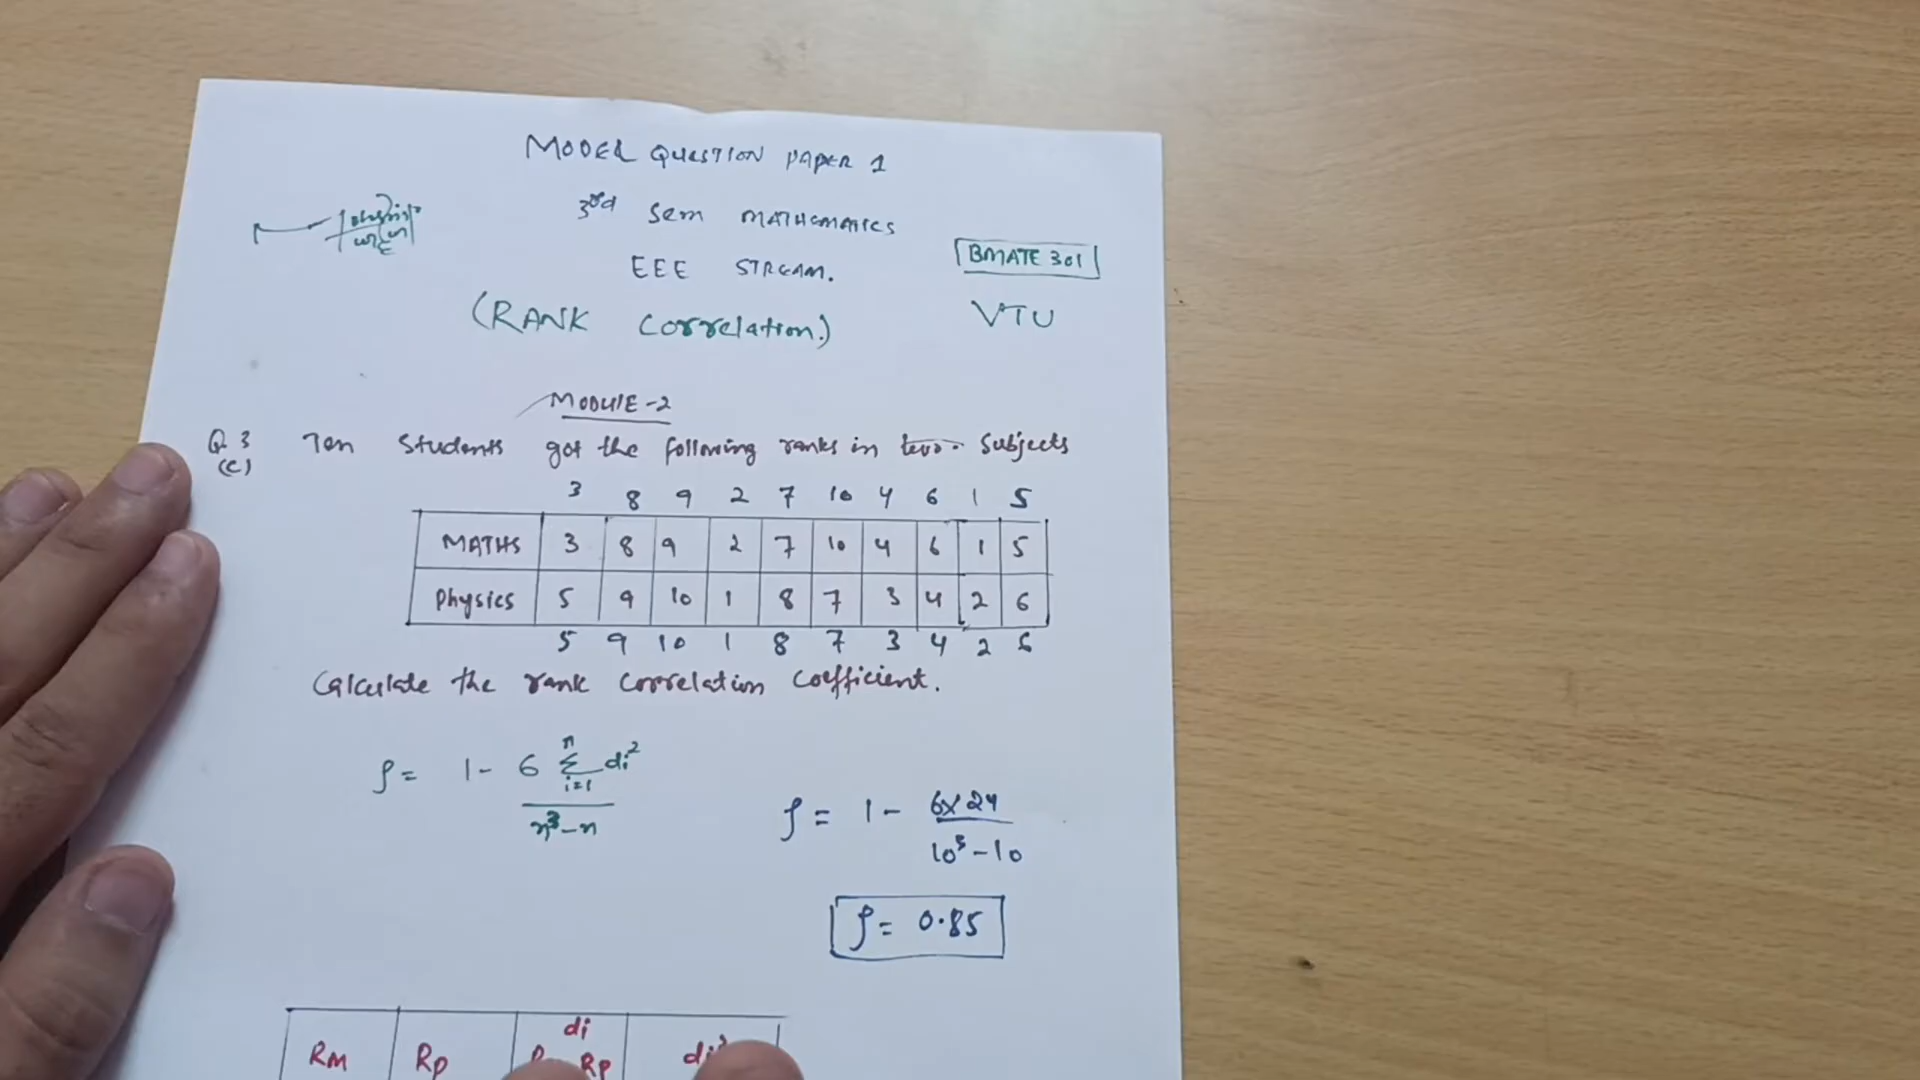 MODEL QUESTION PAPER 1
3rd Sem MATHEMATICS
EEE STREAM.
BMATE 301
(RANK Correlation.)
VTU
MODULE-2
Q 3 (c) Ten Students got the following ranks in two Subjects
3 8 9 2 7 10 4 6 1 5
MATHS 3 8 9 2 7 10 4 6 1 5
Physics 5 9 10 1 8 7 3 4 2 6
5 9 10 1 8 7 3 4 2 6
Calculate the rank correlation coefficient.
ρ = 1 - 6 Σ di² / n³ - n
n
i=1
ρ = 1 - 6x24 / 10³ - 10
ρ = 0.85
di
Rm Rp Rp di²